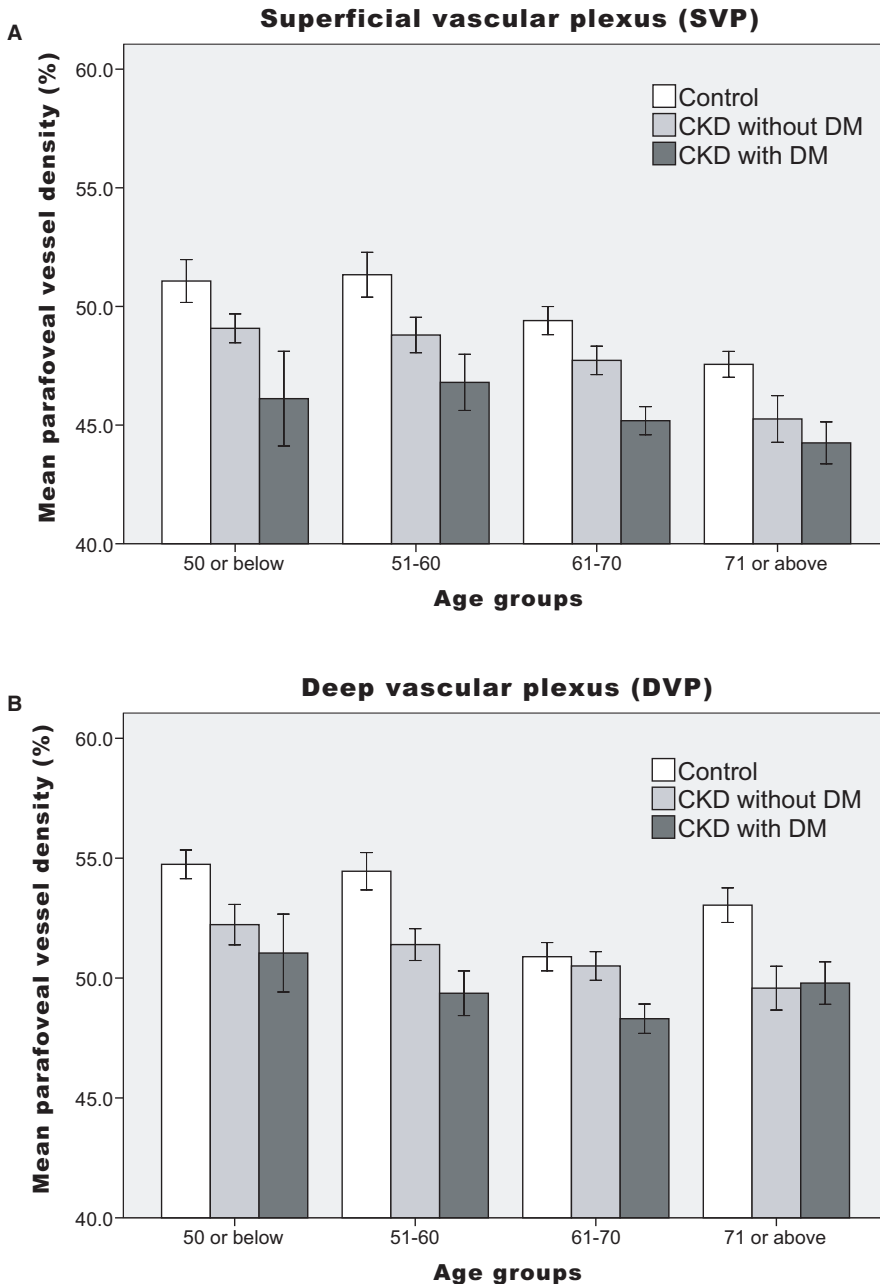 A
Superficial vascular plexus (SVP)
Mean parafoveal vessel density (%)
60.0
55.0
50.0
45.0
40.0
Control
CKD without DM
CKD with DM
50 or below
51-60
61-70
71 or above
Age groups
B
Deep vascular plexus (DVP)
Mean parafoveal vessel density (%)
60.0
55.0
50.0
45.0
40.0
Control
CKD without DM
CKD with DM
50 or below
51-60
61-70
71 or above
Age groups